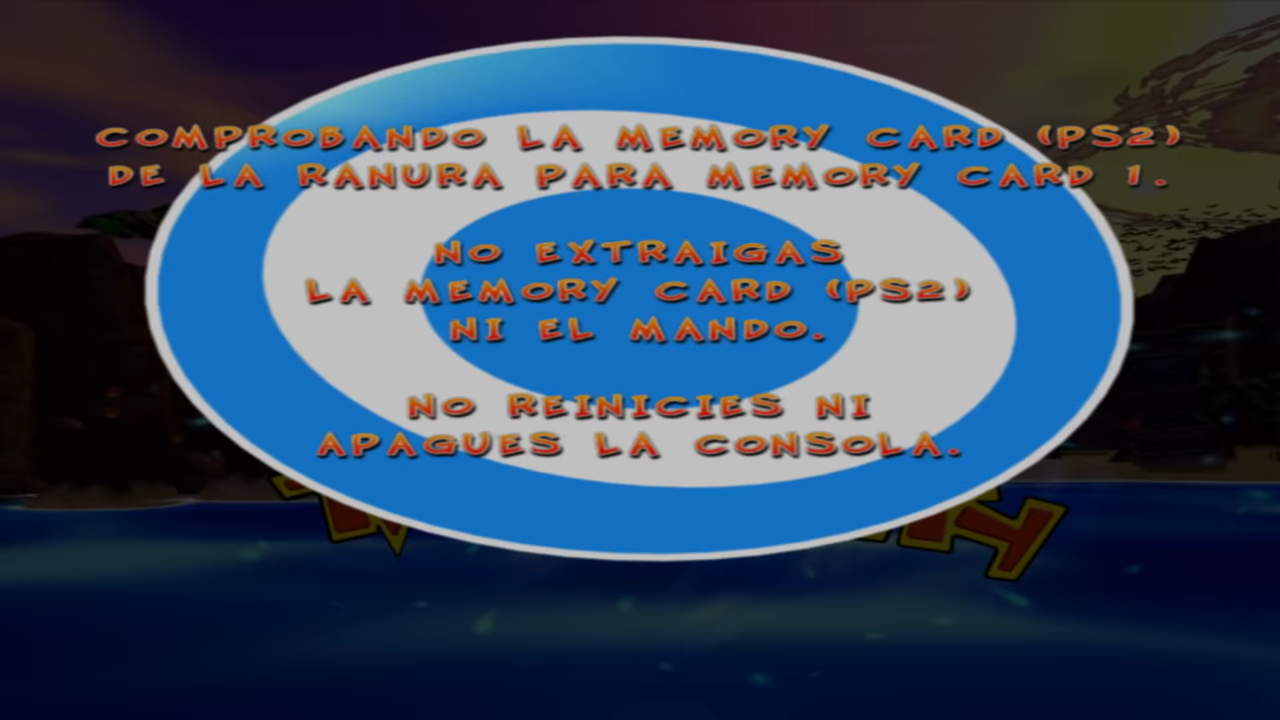 COMPROBANDO LA MEMORY CARD (PS2)
DE LA RANURA PARA MEMORY CARD 1.
NO EXTRAIGAS
LA MEMORY CARD (PS2)
NI EL MANDO.
NO REINICIES NI
APAGUES LA CONSOLA.